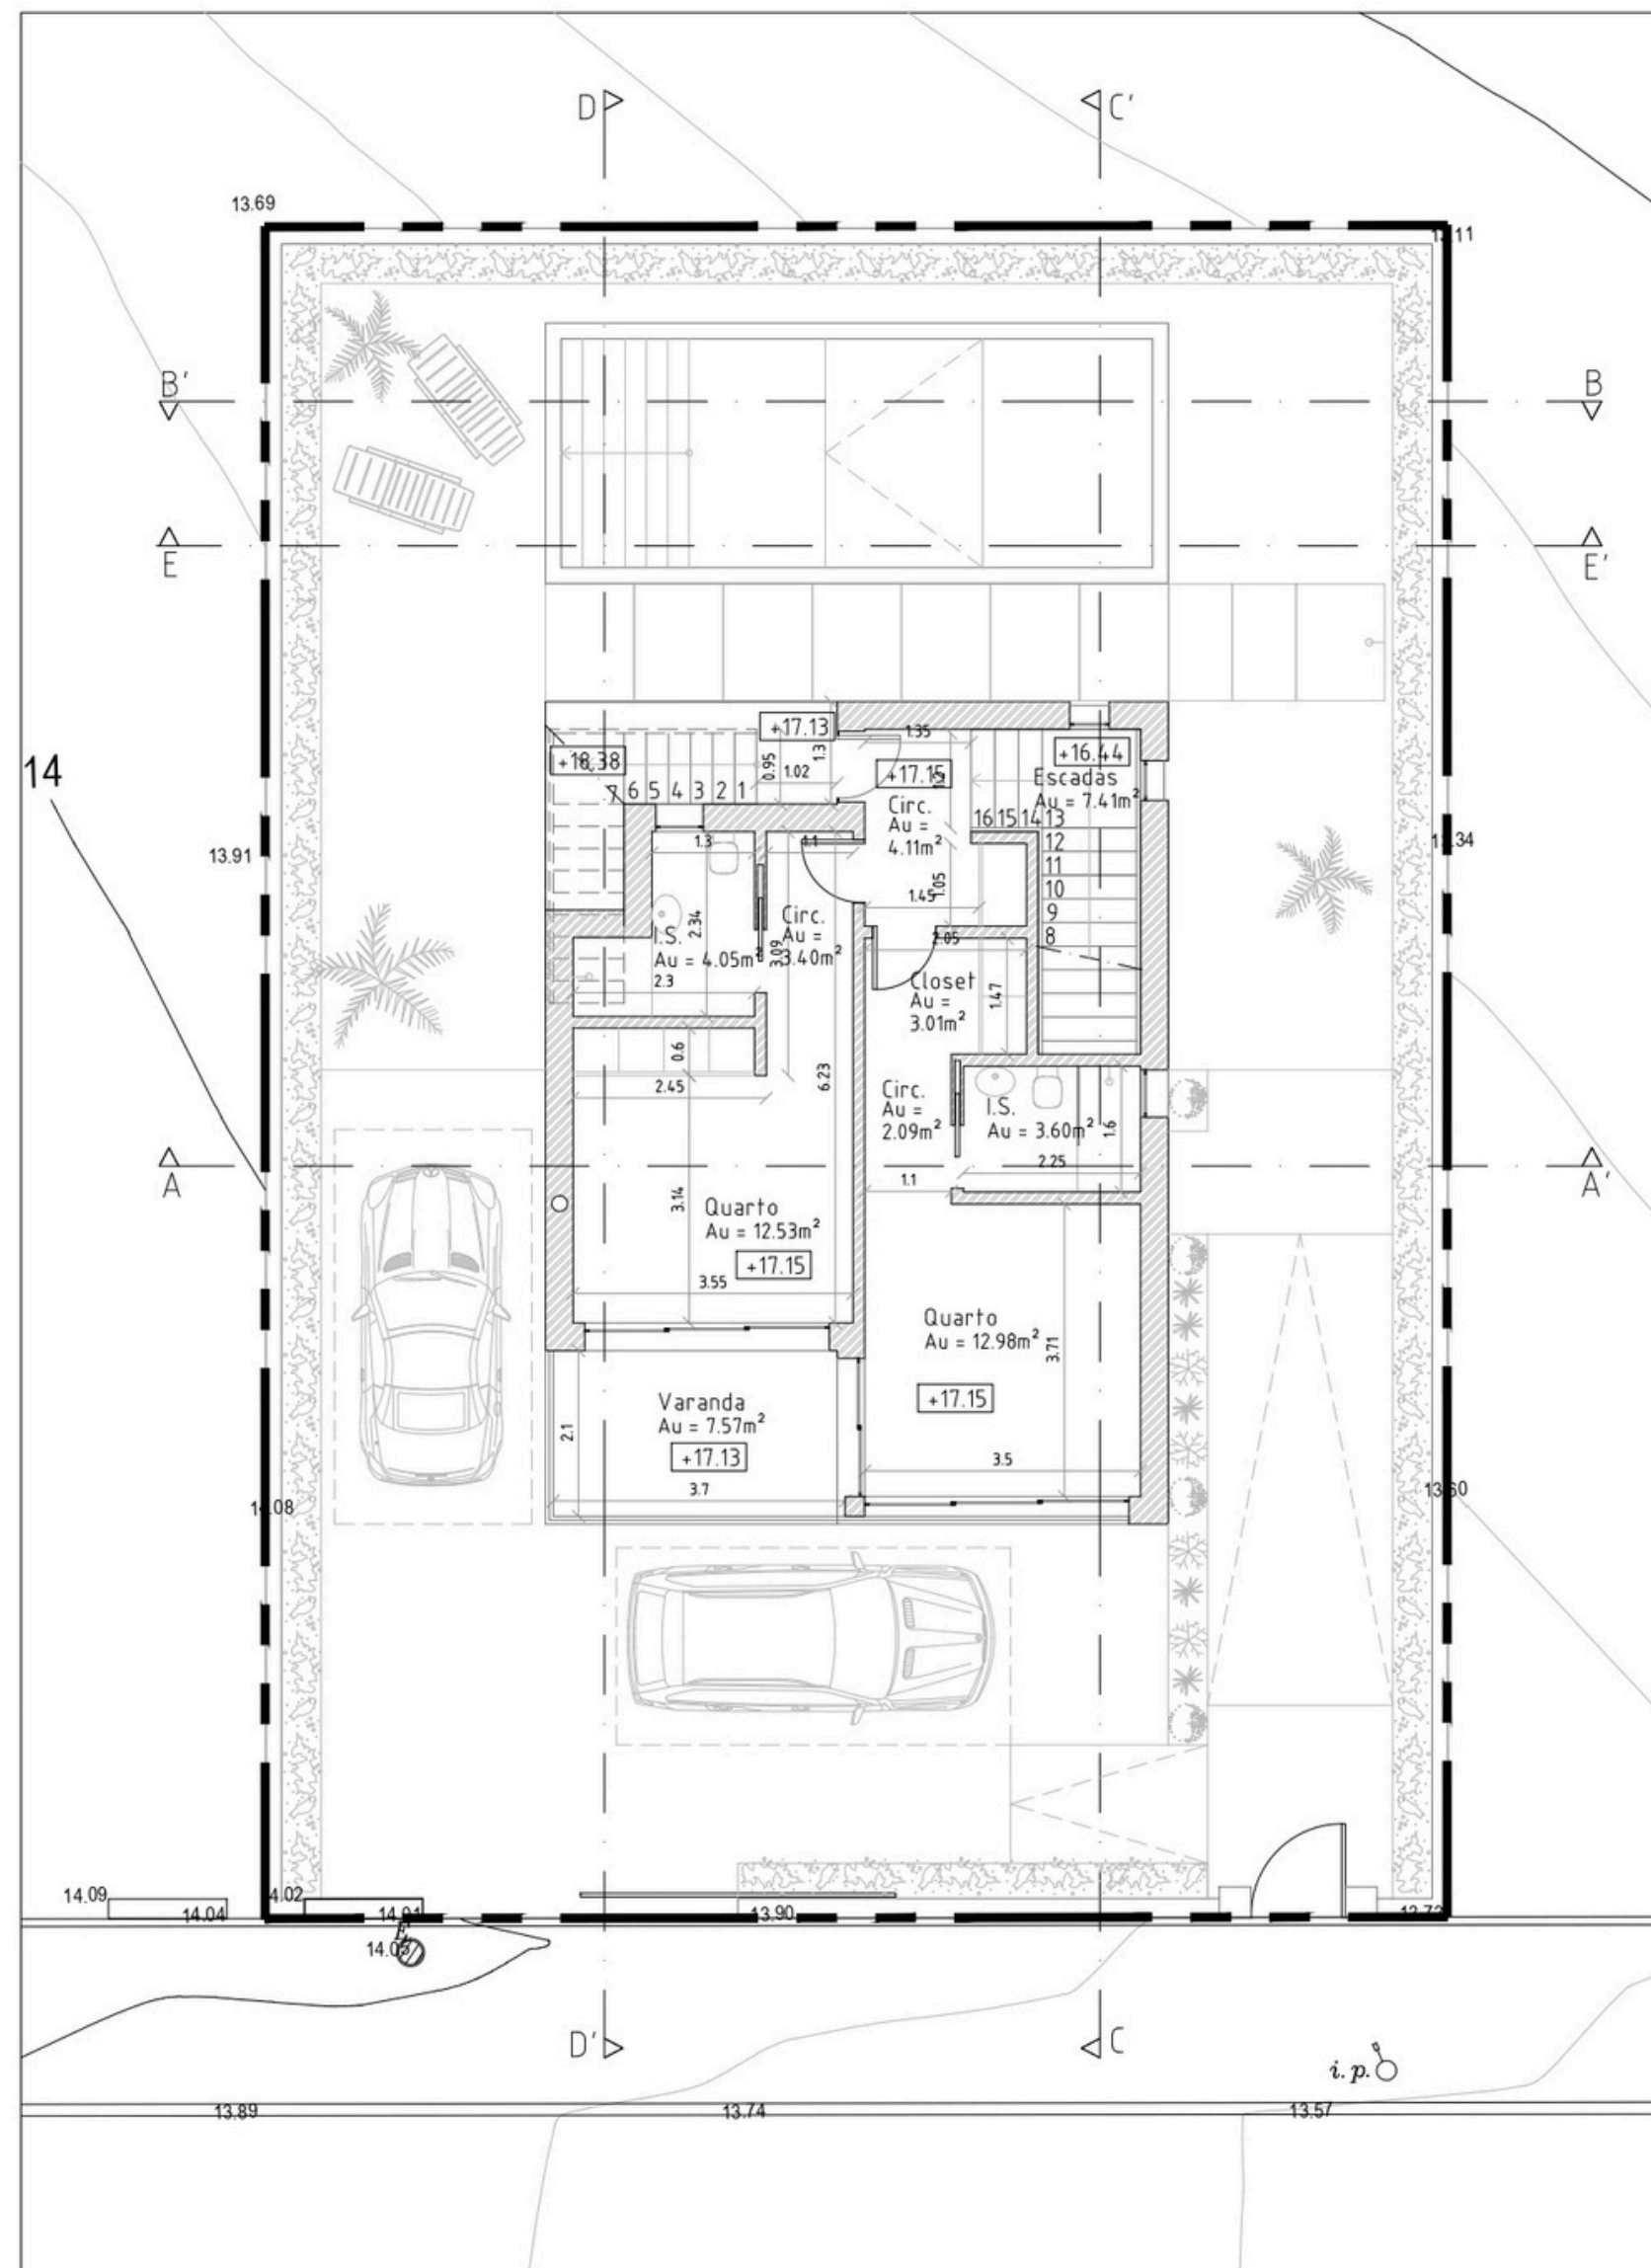 D
C'
13.69
B'
B
E
E'
14
+17.13
+18.38
1.35
1.3
0.95
1.02
+17.15
+16.44
Escadas
Au = 7.41m²
7 6 5 4 3 2 1
Circ.
Au =
4.11m²
16 15 14 13
12
11
10
9
8
13.91
1.3
1.1
1.45
1.05
2.05
2.34
I.S.
Au = 4.05m²
2.3
3.09
Circ.
Au =
3.40m²
Closet
Au =
3.01m²
1.47
0.6
2.45
6.23
Circ.
Au =
2.09m²
I.S.
Au = 3.60m²
1.6
2.25
1.1
A
A'
3.14
Quarto
Au = 12.53m²
+17.15
3.55
Quarto
Au = 12.98m²
3.71
+17.15
3.5
Varanda
Au = 7.57m²
+17.13
2.1
3.7
14.09
14.04
14.01
13.90
14.05
D'
C
i. p.
13.89
13.74
13.57